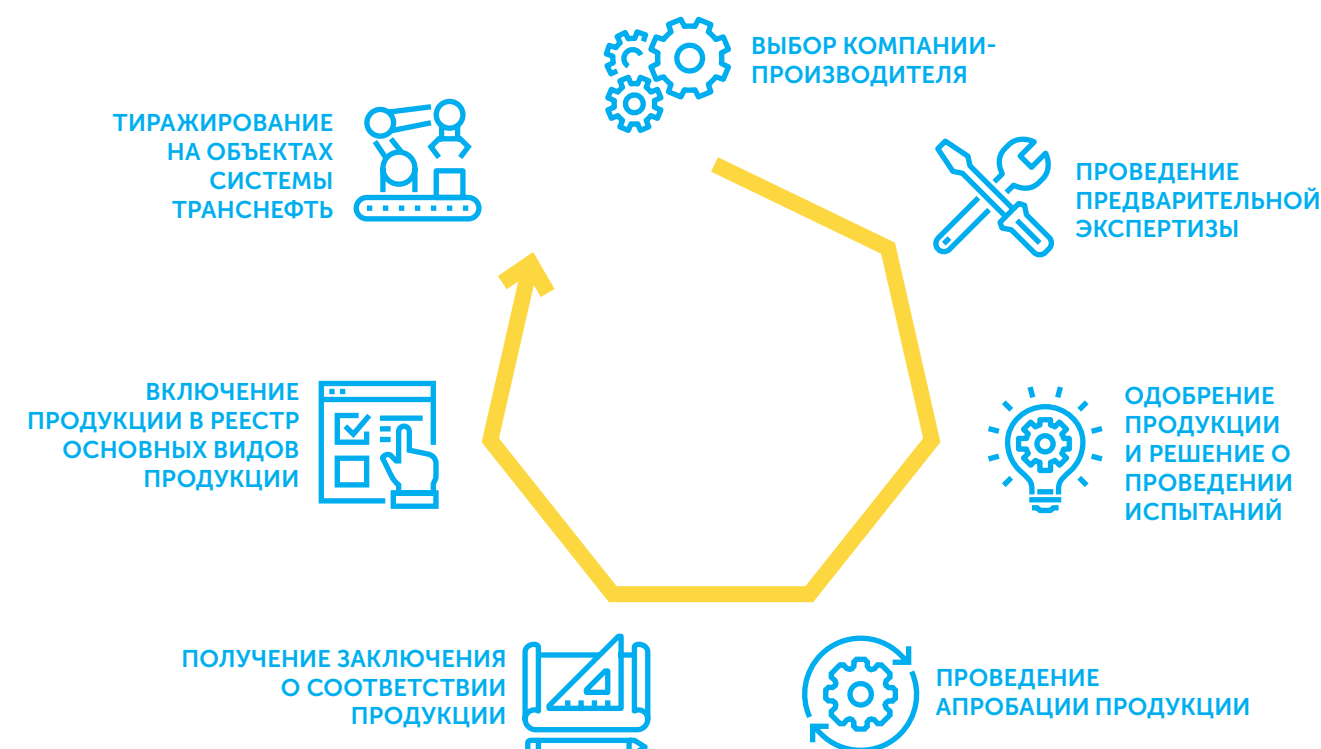 ВЫБОР КОМПАНИИ-
ПРОИЗВОДИТЕЛЯ
ПРОВЕДЕНИЕ
ПРЕДВАРИТЕЛЬНОЙ
ЭКСПЕРТИЗЫ
ОДОБРЕНИЕ
ПРОДУКЦИИ
И РЕШЕНИЕ О
ПРОВЕДЕНИИ
ИСПЫТАНИЙ
ПРОВЕДЕНИЕ
АПРОБАЦИИ ПРОДУКЦИИ
ПОЛУЧЕНИЕ ЗАКЛЮЧЕНИЯ
О СООТВЕТСТВИИ
ПРОДУКЦИИ
ВКЛЮЧЕНИЕ
ПРОДУКЦИИ В РЕЕСТР
ОСНОВНЫХ ВИДОВ
ПРОДУКЦИИ
ТИРАЖИРОВАНИЕ
НА ОБЪЕКТАХ
СИСТЕМЫ
ТРАНСНЕФТЬ